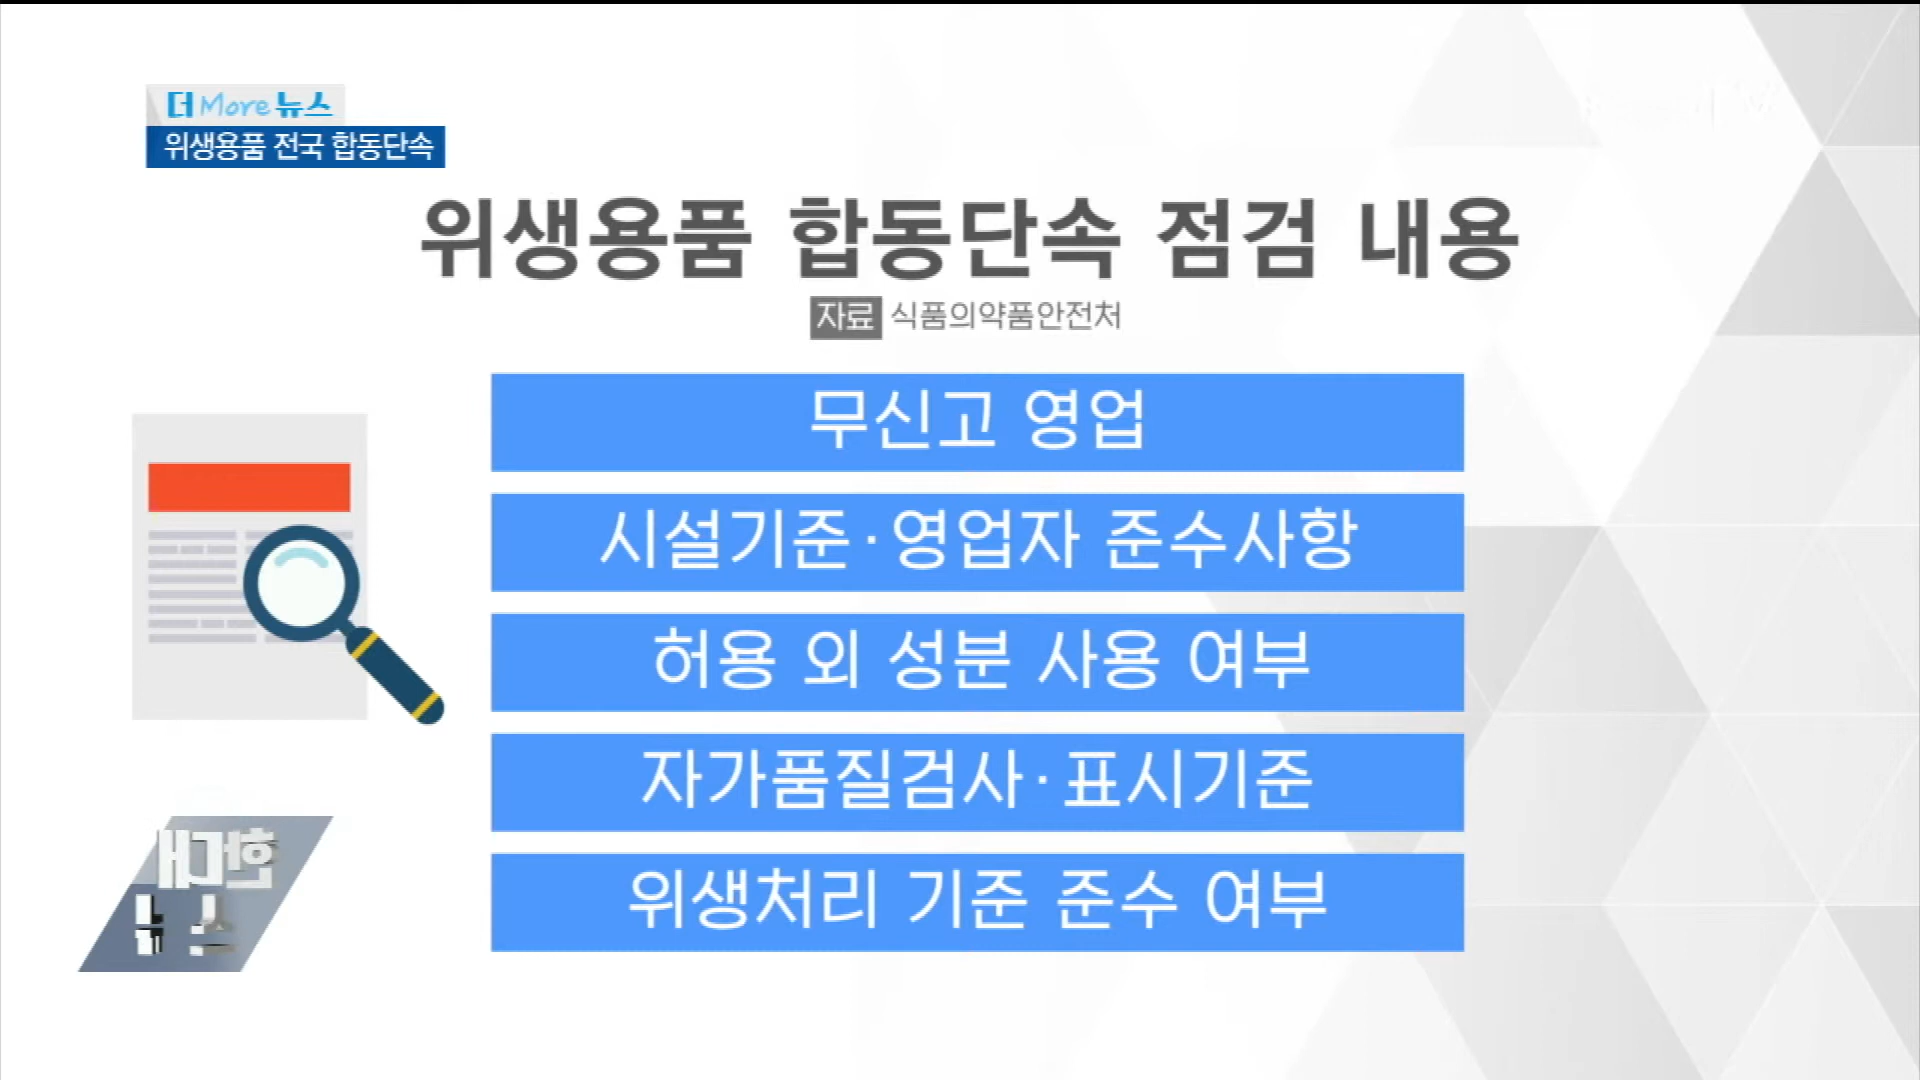 더 More 뉴스
위생용품 전국 합동단속
위생용품 합동단속 점검 내용
자료 식품의약품안전처
무신고 영업
시설기준·영업자 준수사항
허용 외 성분 사용 여부
자가품질검사·표시기준
위생처리 기준 준수 여부
현대
뉴스